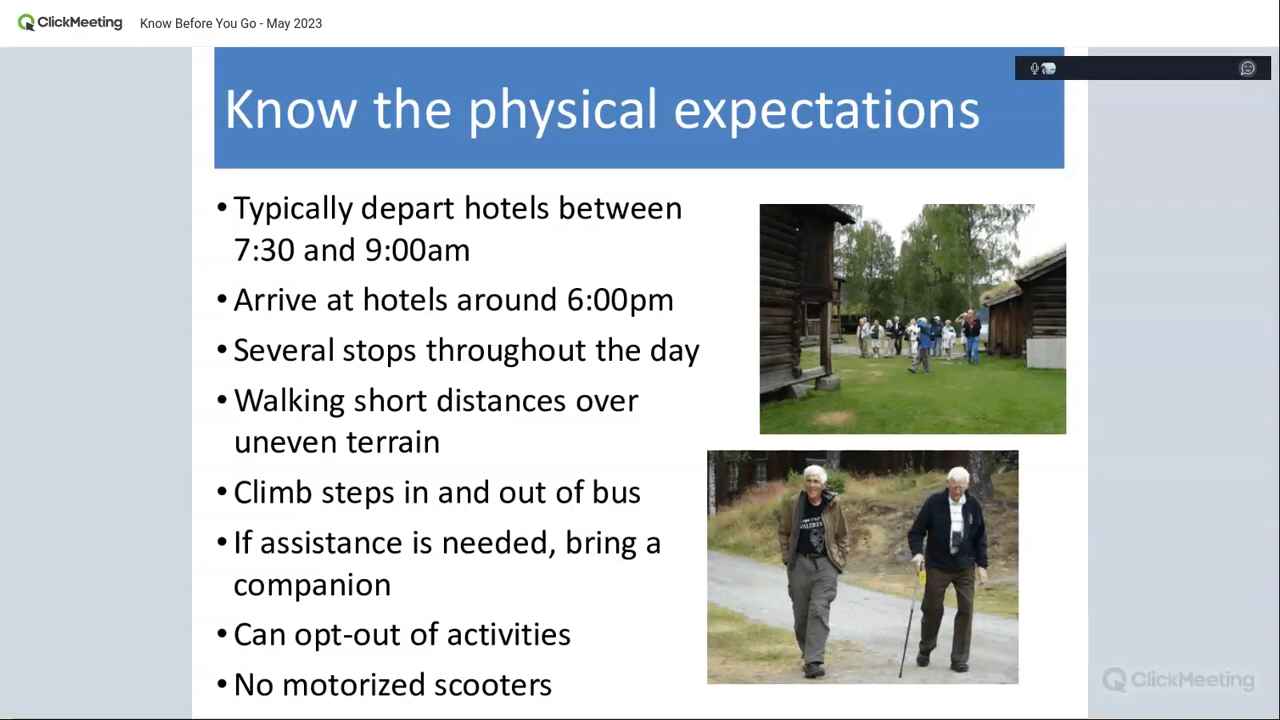 ClickMeeting Know Before You Go - May 2023
Know the physical expectations
• Typically depart hotels between
7:30 and 9:00am
• Arrive at hotels around 6:00pm
• Several stops throughout the day
• Walking short distances over
uneven terrain
• Climb steps in and out of bus
• If assistance is needed, bring a
companion
• Can opt-out of activities
• No motorized scooters
ClickMeeting